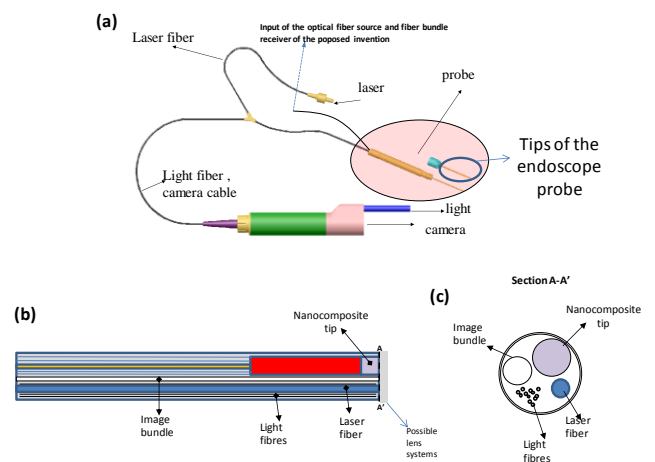 (a)
Input of the optical fiber source and fiber bundle
receiver of the poposed invention
Laser fiber
laser
probe
Tips of the
endoscope
probe
Light fiber ,
camera cable
light
camera
Section A-A’
(b)
(c)
Nanocomposite
tip
A
A’
Image
bundle
Light
fibres
Laser
fiber
Possible
lens
systems
Nanocomposite
tip
Image
bundle
Light
fibres
Laser
fiber